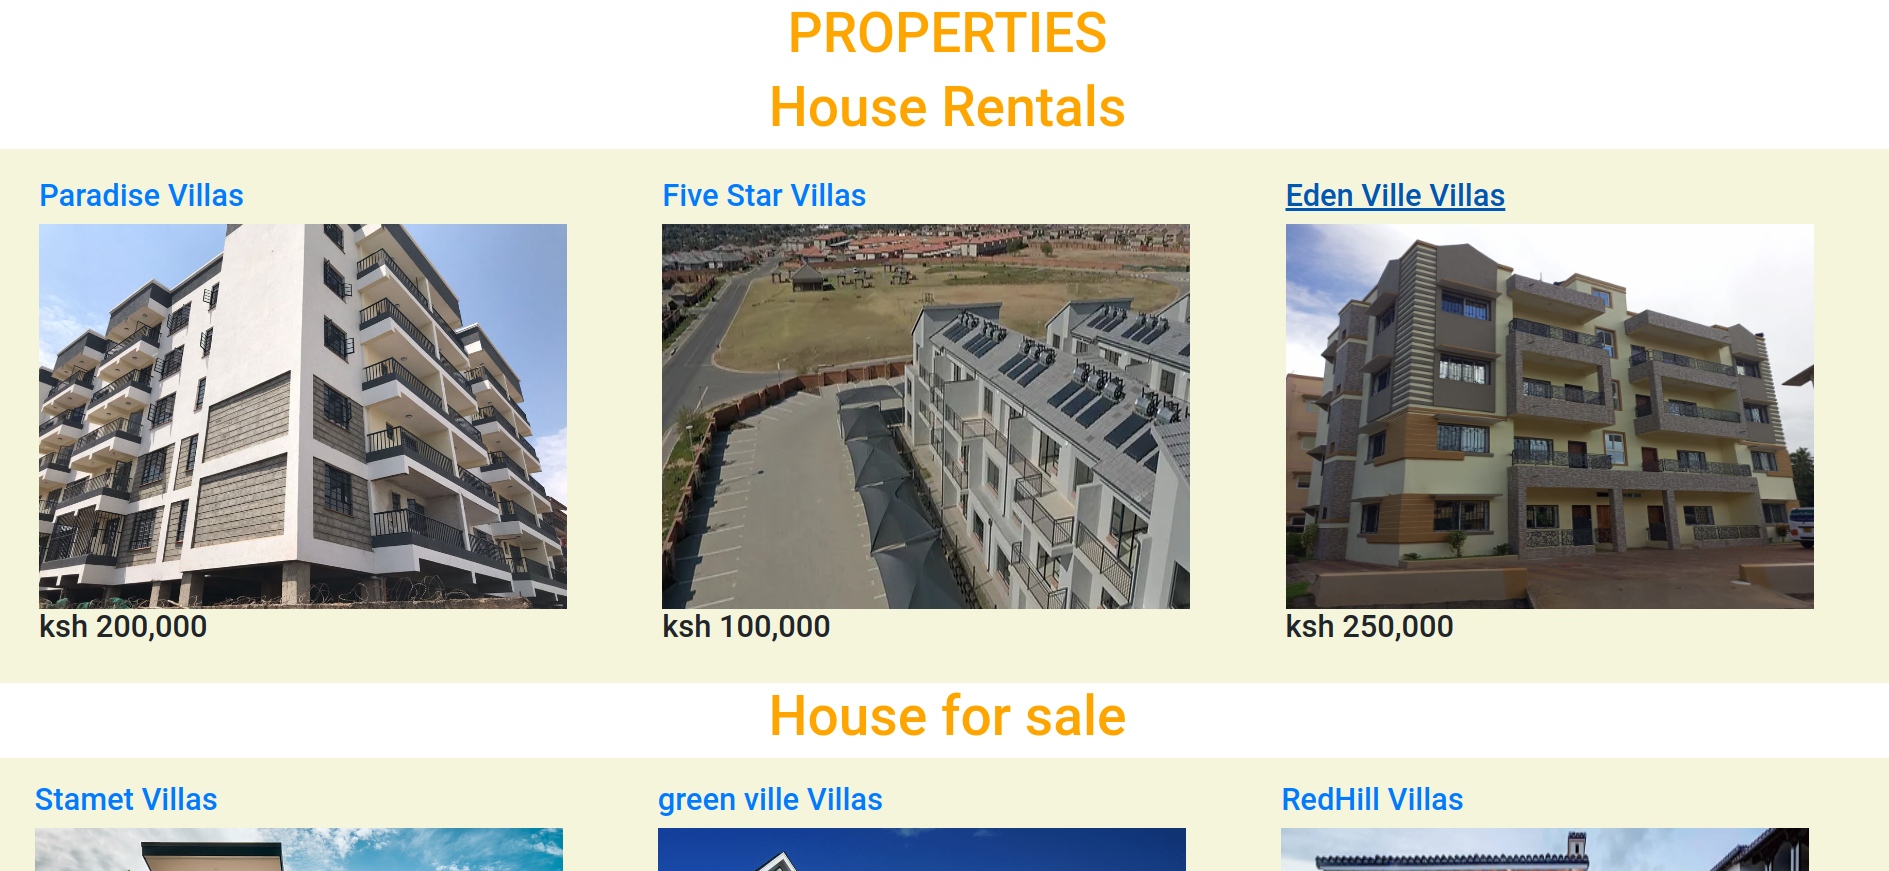 PROPERTIES
House Rentals
Paradise Villas
Five Star Villas
Eden Ville Villas
ksh 200,000
ksh 100,000
ksh 250,000
House for sale
Stamet Villas
green ville Villas
RedHill Villas